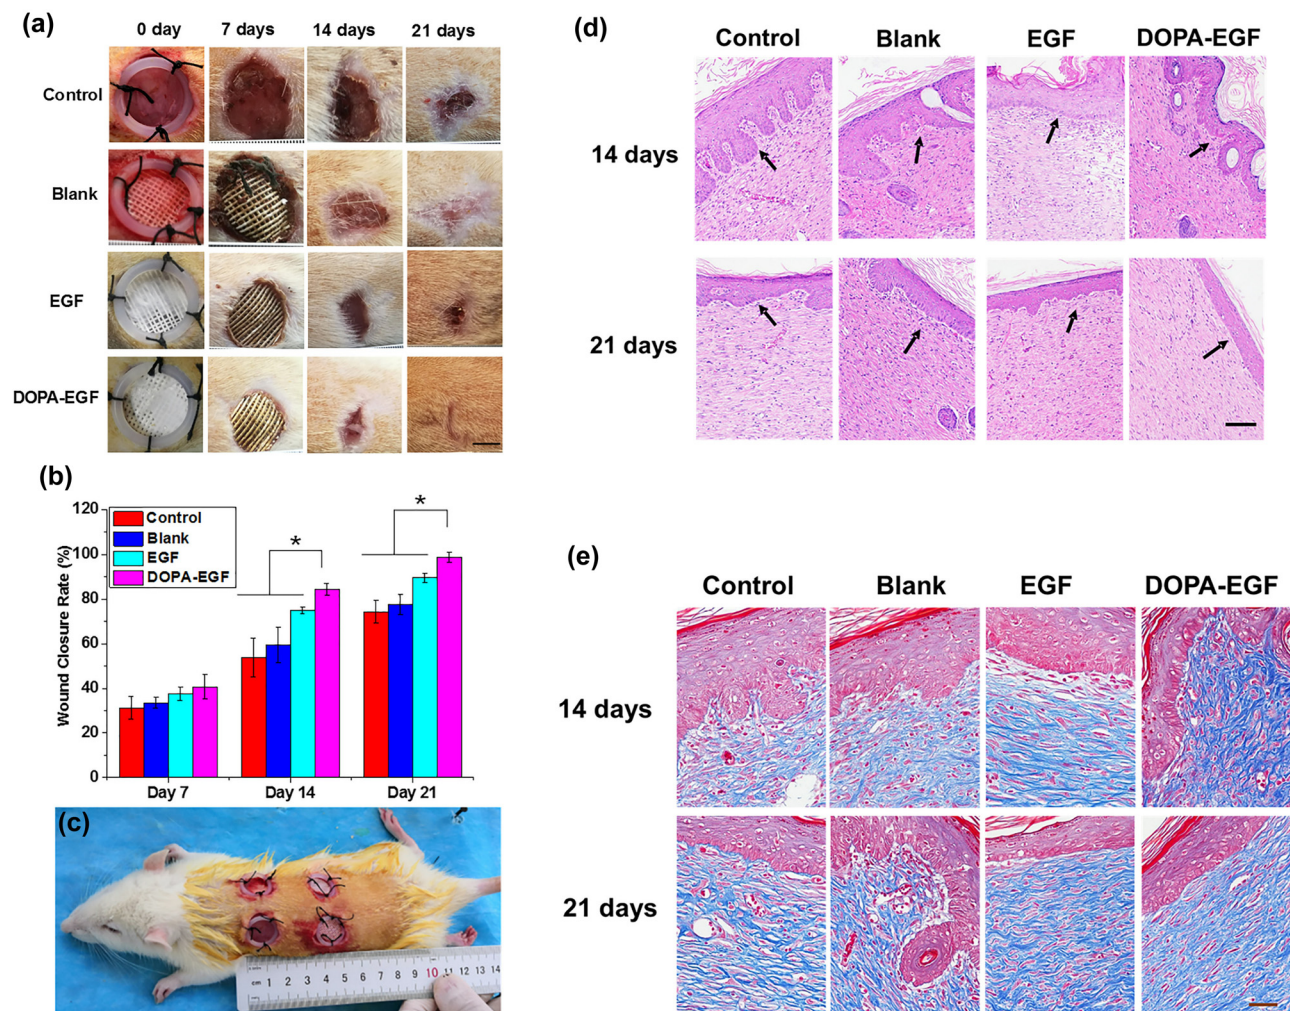 (a)
0 day 7 days 14 days 21 days
Control
Blank
EGF
DOPA-EGF
(b)
120
100
80
60
40
20
0
Wound Closure Rate (%)
Control
Blank
EGF
DOPA-EGF
*
*
Day 7 Day 14 Day 21
(c)
cm 1 2 3 4 5 6 7 8 9 10 11 12 13 14
(d)
Control Blank EGF DOPA-EGF
14 days
21 days
(e)
Control Blank EGF DOPA-EGF
14 days
21 days